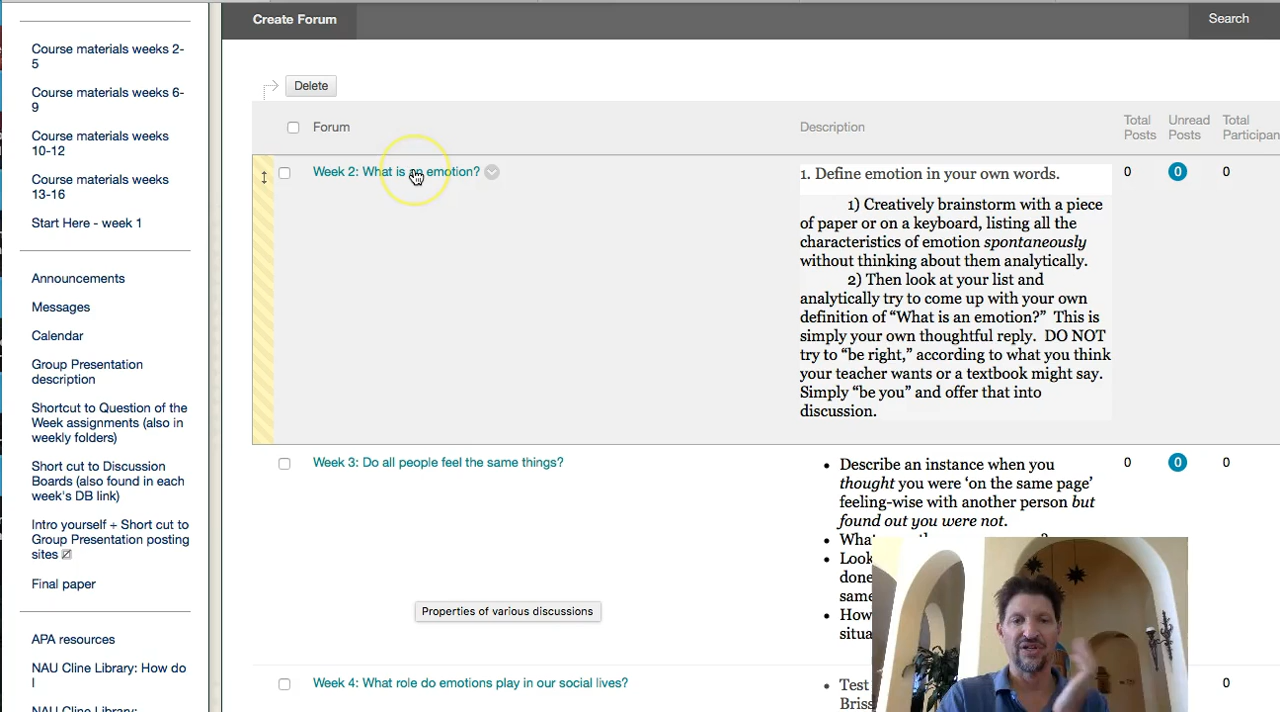 Create Forum
Search
Course materials weeks 2-
5
Course materials weeks 6-
9
Course materials weeks
10-12
Course materials weeks
13-16
Start Here - week 1
Announcements
Messages
Calendar
Group Presentation
description
Shortcut to Question of the
Week assignments (also in
weekly folders)
Short cut to Discussion
Boards (also found in each
week's DB link)
Intro yourself + Short cut to
Group Presentation posting
sites
Final paper
APA resources
NAU Cline Library: How do
I
NAU Cline Library:
Delete
Forum
Description
Total
Posts
Unread
Posts
Total
Week 2: What is an emotion?
1. Define emotion in your own words.
1) Creatively brainstorm with a piece
of paper or on a keyboard, listing all the
characteristics of emotion spontaneously
without thinking about them analytically.
2) Then look at your list and
analytically try to come up with your own
definition of “What is an emotion?” This is
simply your own thoughtful reply. DO NOT
try to “be right,” according to what you think
your teacher wants or a textbook might say.
Simply “be you” and offer that into
discussion.
0
0
0
Week 3: Do all people feel the same things?
• Describe an instance when you
thought you were ‘on the same page’
feeling-wise with another person but
found out you were not.
•
• Look
done
same
• How
0
0
0
Properties of various discussions
Week 4: What role do emotions play in our social lives?
• Test
0